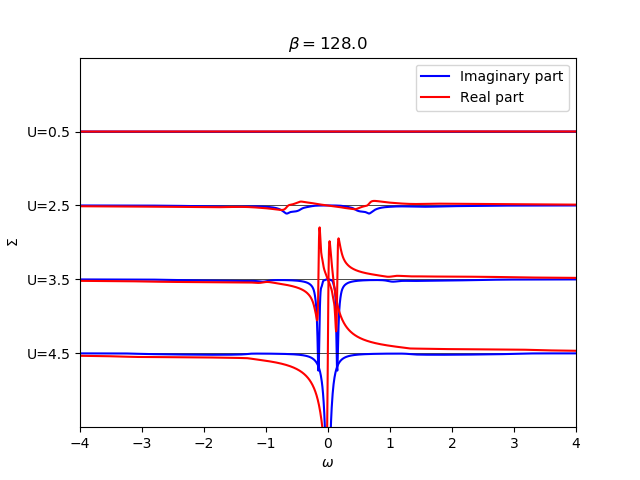 β = 128.0
Imaginary part
Real part
U=0.5
U=2.5
U=3.5
U=4.5
Σ
−4 −3 −2 −1 0 1 2 3 4
ω